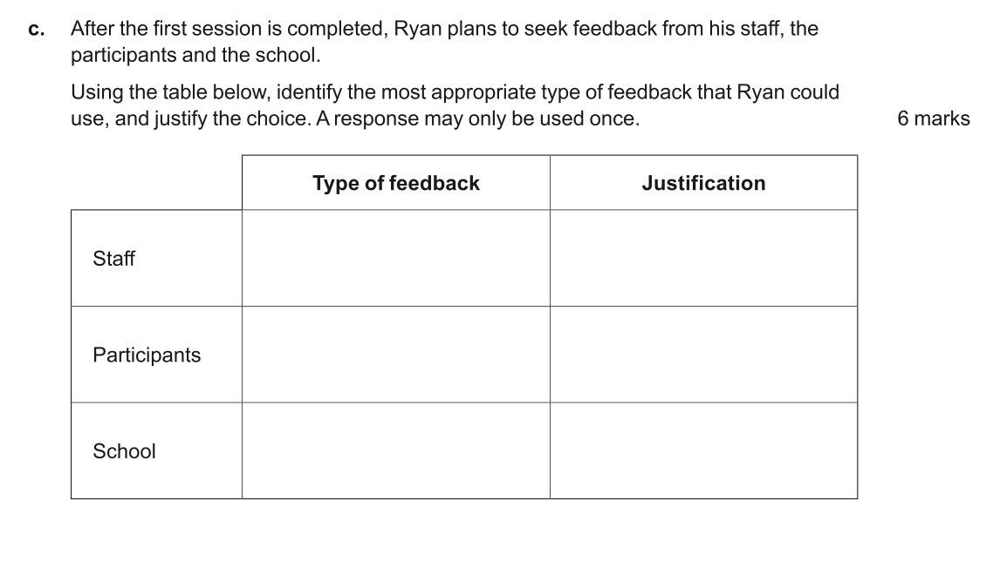 c. After the first session is completed, Ryan plans to seek feedback from his staff, the
participants and the school.
Using the table below, identify the most appropriate type of feedback that Ryan could
use, and justify the choice. A response may only be used once. 6 marks
Type of feedback Justification
Staff
Participants
School